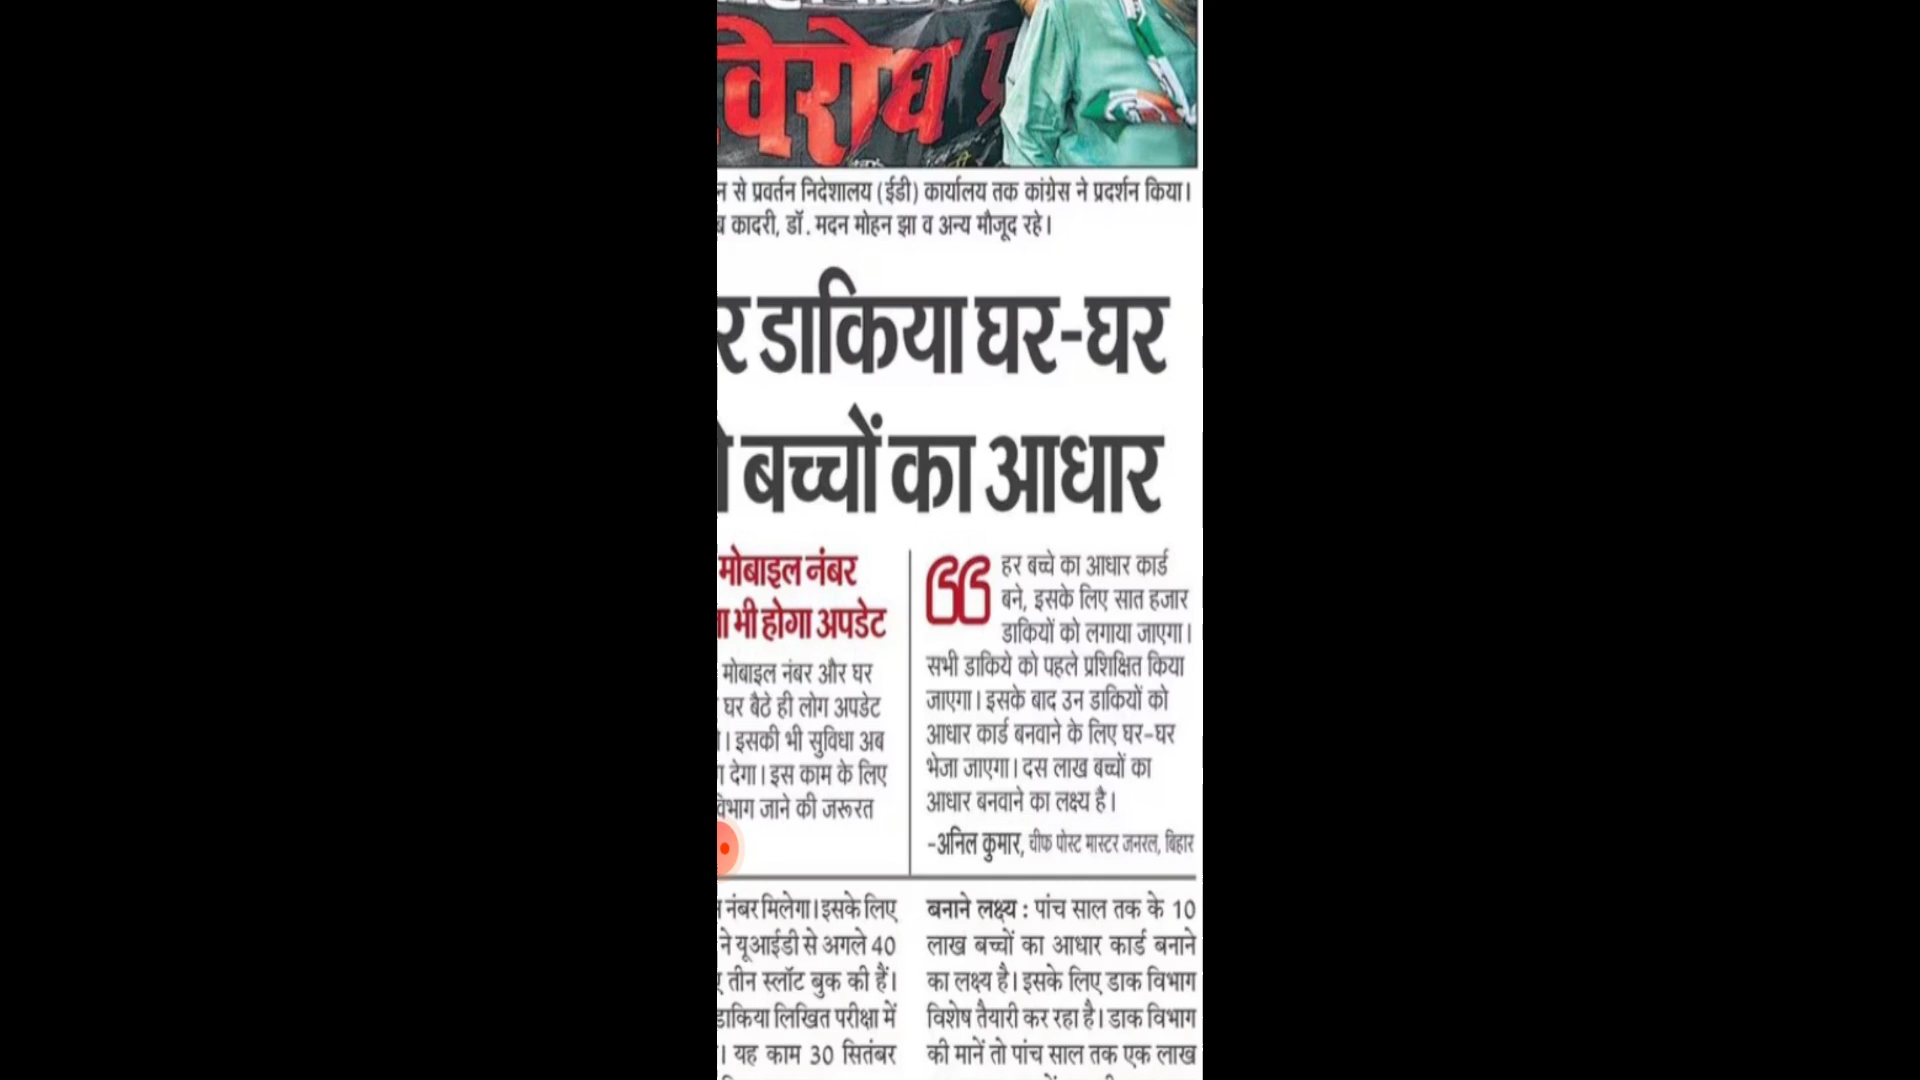 विरोध
से प्रवर्तन निदेशालय (ईडी) कार्यालय तक कांग्रेस ने प्रदर्शन किया।
कादरी, डॉ. मदन मोहन झा व अन्य मौजूद रहे।
डाकिया घर-घर
बच्चों का आधार
मोबाइल नंबर
भी होगा अपडेट
मोबाइल नंबर और घर
घर बैठे ही लोग अपडेट
। इसकी भी सुविधा अब
देगा। इस काम के लिए
विभाग जाने की जरूरत
हर बच्चे का आधार कार्ड
बने, इसके लिए सात हजार
डाकियों को लगाया जाएगा।
सभी डाकिये को पहले प्रशिक्षित किया
जाएगा। इसके बाद उन डाकियों को
आधार कार्ड बनवाने के लिए घर-घर
भेजा जाएगा। दस लाख बच्चों का
आधार बनवाने का लक्ष्य है।
-अनिल कुमार, चीफ पोस्ट मास्टर जनरल, बिहार
नंबर मिलेगा। इसके लिए
ने यूआईडी से अगले 40
तीन स्लॉट बुक की हैं।
डाकिया लिखित परीक्षा में
। यह काम 30 सितंबर
बनाने लक्ष्य : पांच साल तक के 10
लाख बच्चों का आधार कार्ड बनाने
का लक्ष्य है। इसके लिए डाक विभाग
विशेष तैयारी कर रहा है। डाक विभाग
की मानें तो पांच साल तक एक लाख